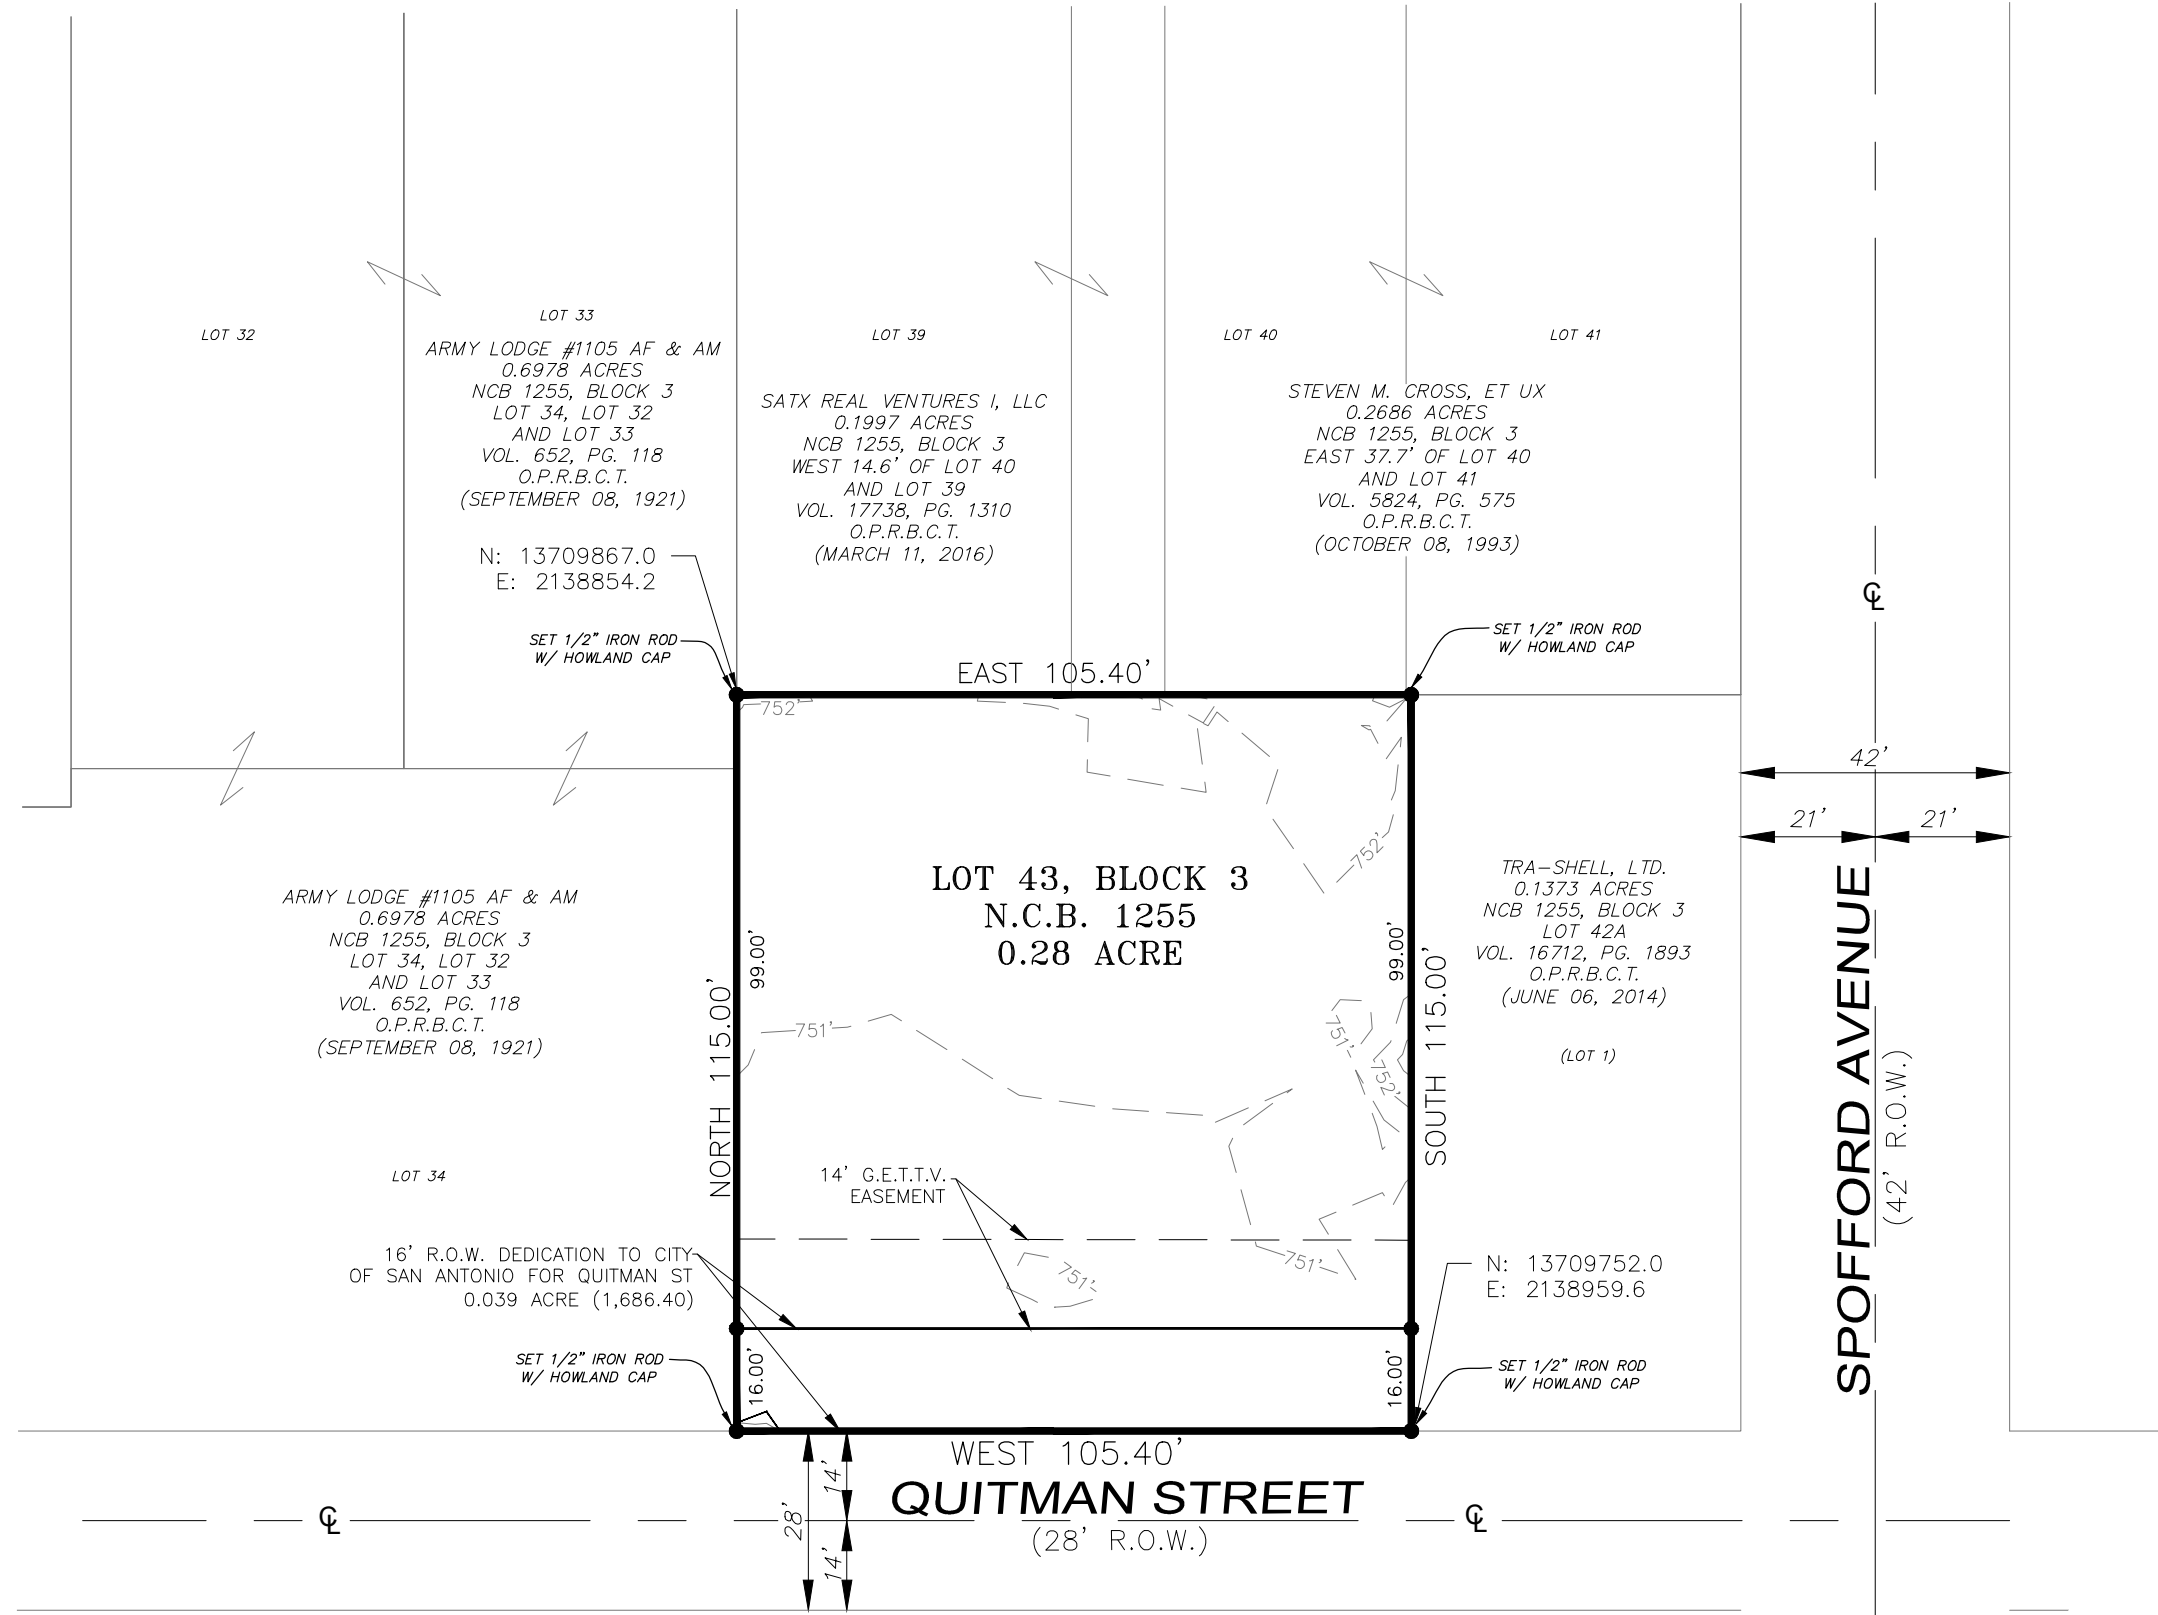 LOT 32
LOT 33
ARMY LODGE #1105 AF & AM
0.6978 ACRES
NCB 1255, BLOCK 3
LOT 34, LOT 32
AND LOT 33
VOL. 652, PG. 118
O.P.R.B.C.T.
(SEPTEMBER 08, 1921)
LOT 39
SATX REAL VENTURES I, LLC
0.1997 ACRES
NCB 1255, BLOCK 3
WEST 14.6' OF LOT 40
AND LOT 39
VOL. 17738, PG. 1310
O.P.R.B.C.T.
(MARCH 11, 2016)
LOT 40
LOT 41
STEVEN M. CROSS, ET UX
0.2686 ACRES
NCB 1255, BLOCK 3
EAST 37.7' OF LOT 40
AND LOT 41
VOL. 5824, PG. 575
O.P.R.B.C.T.
(OCTOBER 08, 1993)
N: 13709867.0
E: 2138854.2
SET 1/2" IRON ROD
W/ HOWLAND CAP
EAST 105.40'
SET 1/2" IRON ROD
W/ HOWLAND CAP
℄
42'
21'
21'
752'
752'
LOT 43, BLOCK 3
N.C.B. 1255
0.28 ACRE
99.00'
NORTH 115.00'
99.00'
SOUTH 115.00'
ARMY LODGE #1105 AF & AM
0.6978 ACRES
NCB 1255, BLOCK 3
LOT 34, LOT 32
AND LOT 33
VOL. 652, PG. 118
O.P.R.B.C.T.
(SEPTEMBER 08, 1921)
LOT 34
TRA-SHELL, LTD.
0.1373 ACRES
NCB 1255, BLOCK 3
LOT 42A
VOL. 16712, PG. 1893
O.P.R.B.C.T.
(JUNE 06, 2014)
(LOT 1)
SPOFFORD AVENUE
(42' R.O.W.)
751'
751'
752'
14' G.E.T.T.V.
EASEMENT
751'
751'
16' R.O.W. DEDICATION TO CITY
OF SAN ANTONIO FOR QUITMAN ST
0.039 ACRE (1,686.40)
N: 13709752.0
E: 2138959.6
SET 1/2" IRON ROD
W/ HOWLAND CAP
16.00'
16.00'
SET 1/2" IRON ROD
W/ HOWLAND CAP
WEST 105.40'
QUITMAN STREET
(28' R.O.W.)
14'
28'
14'
℄
℄